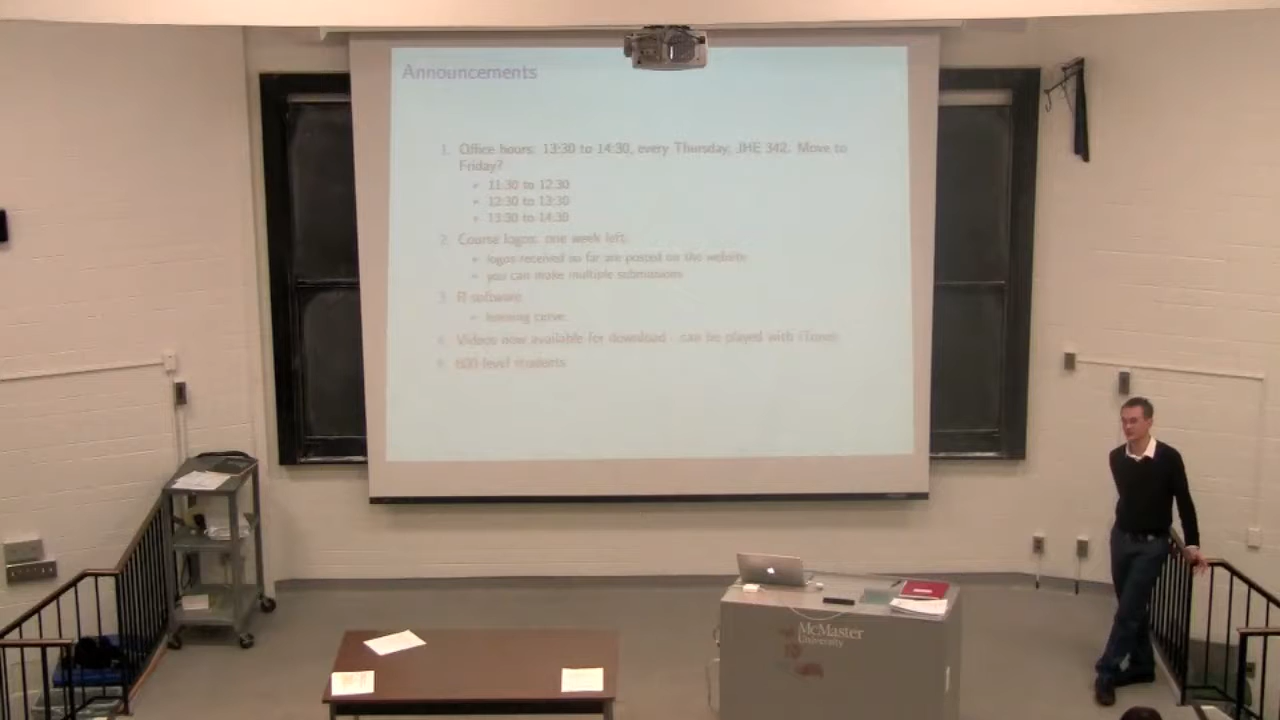 Announcements
1. Office hours: 13:30 to 14:30, every Thursday, JHE 342. Move to
Friday?
11:30 to 12:30
12:30 to 13:30
13:30 to 14:30
2. Course logos: one week left
logos received so far are posted on the website
you can make multiple submissions
3. R software
learning curve
4. Videos now available for download - can be played with iTunes
5. 600-level students
McMaster
University